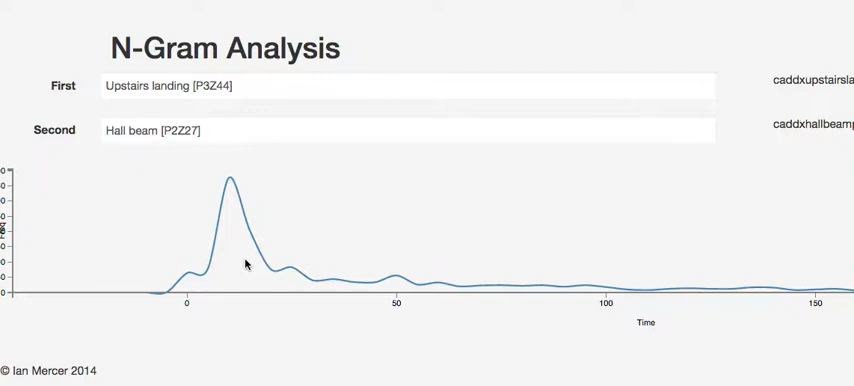 N-Gram Analysis
First
Upstairs landing [P3Z44]
caddxupstairsla
Second
Hall beam [P2Z27]
caddxhallbeam
0 50 100 150
Time
© Ian Mercer 2014